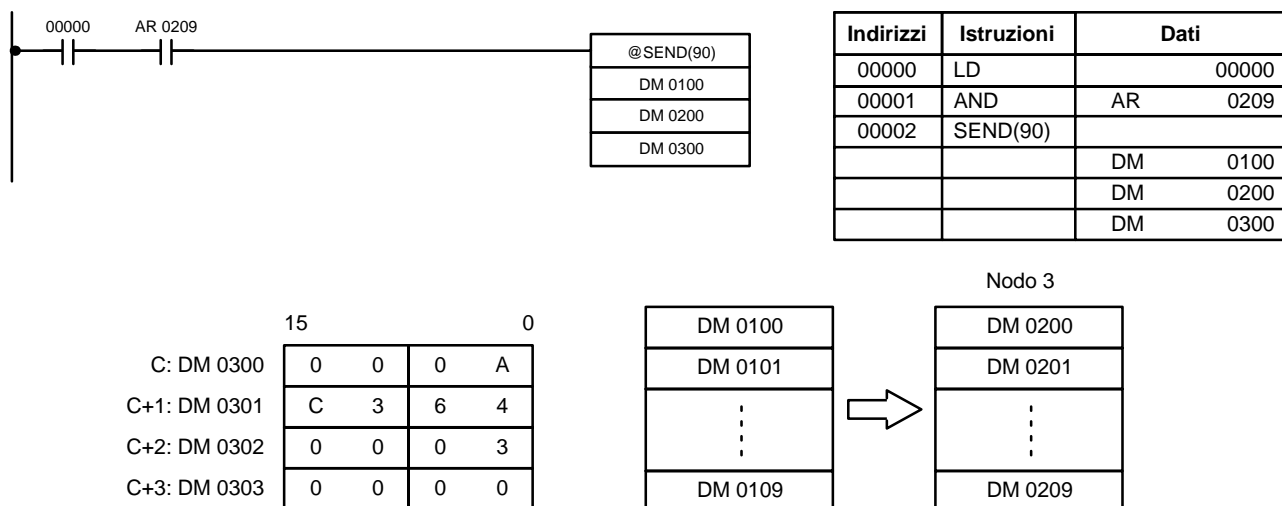 00000 AR 0209
@SEND(90)
DM 0100
DM 0200
DM 0300
Indirizzi Istruzioni Dati
00000 LD 00000
00001 AND AR 0209
00002 SEND(90)
DM 0100
DM 0200
DM 0300
15 0
C: DM 0300 0 0 0 A
C+1: DM 0301 C 3 6 4
C+2: DM 0302 0 0 0 3
C+3: DM 0303 0 0 0 0
DM 0100
DM 0101
DM 0109
Nodo 3
DM 0200
DM 0201
DM 0209